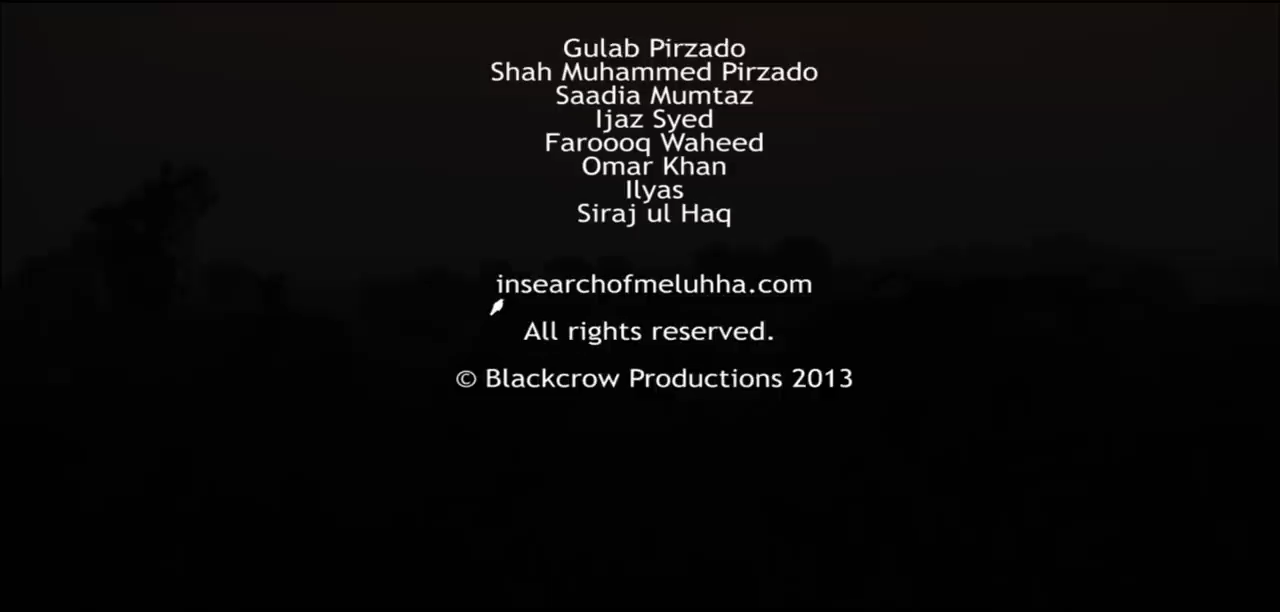 Gulab Pirzado
Shah Muhammed Pirzado
Saadia Mumtaz
Ijaz Syed
Faroooq Waheed
Omar Khan
Ilyas
Siraj ul Haq
insearchofmeluhha.com
All rights reserved.
© Blackcrow Productions 2013